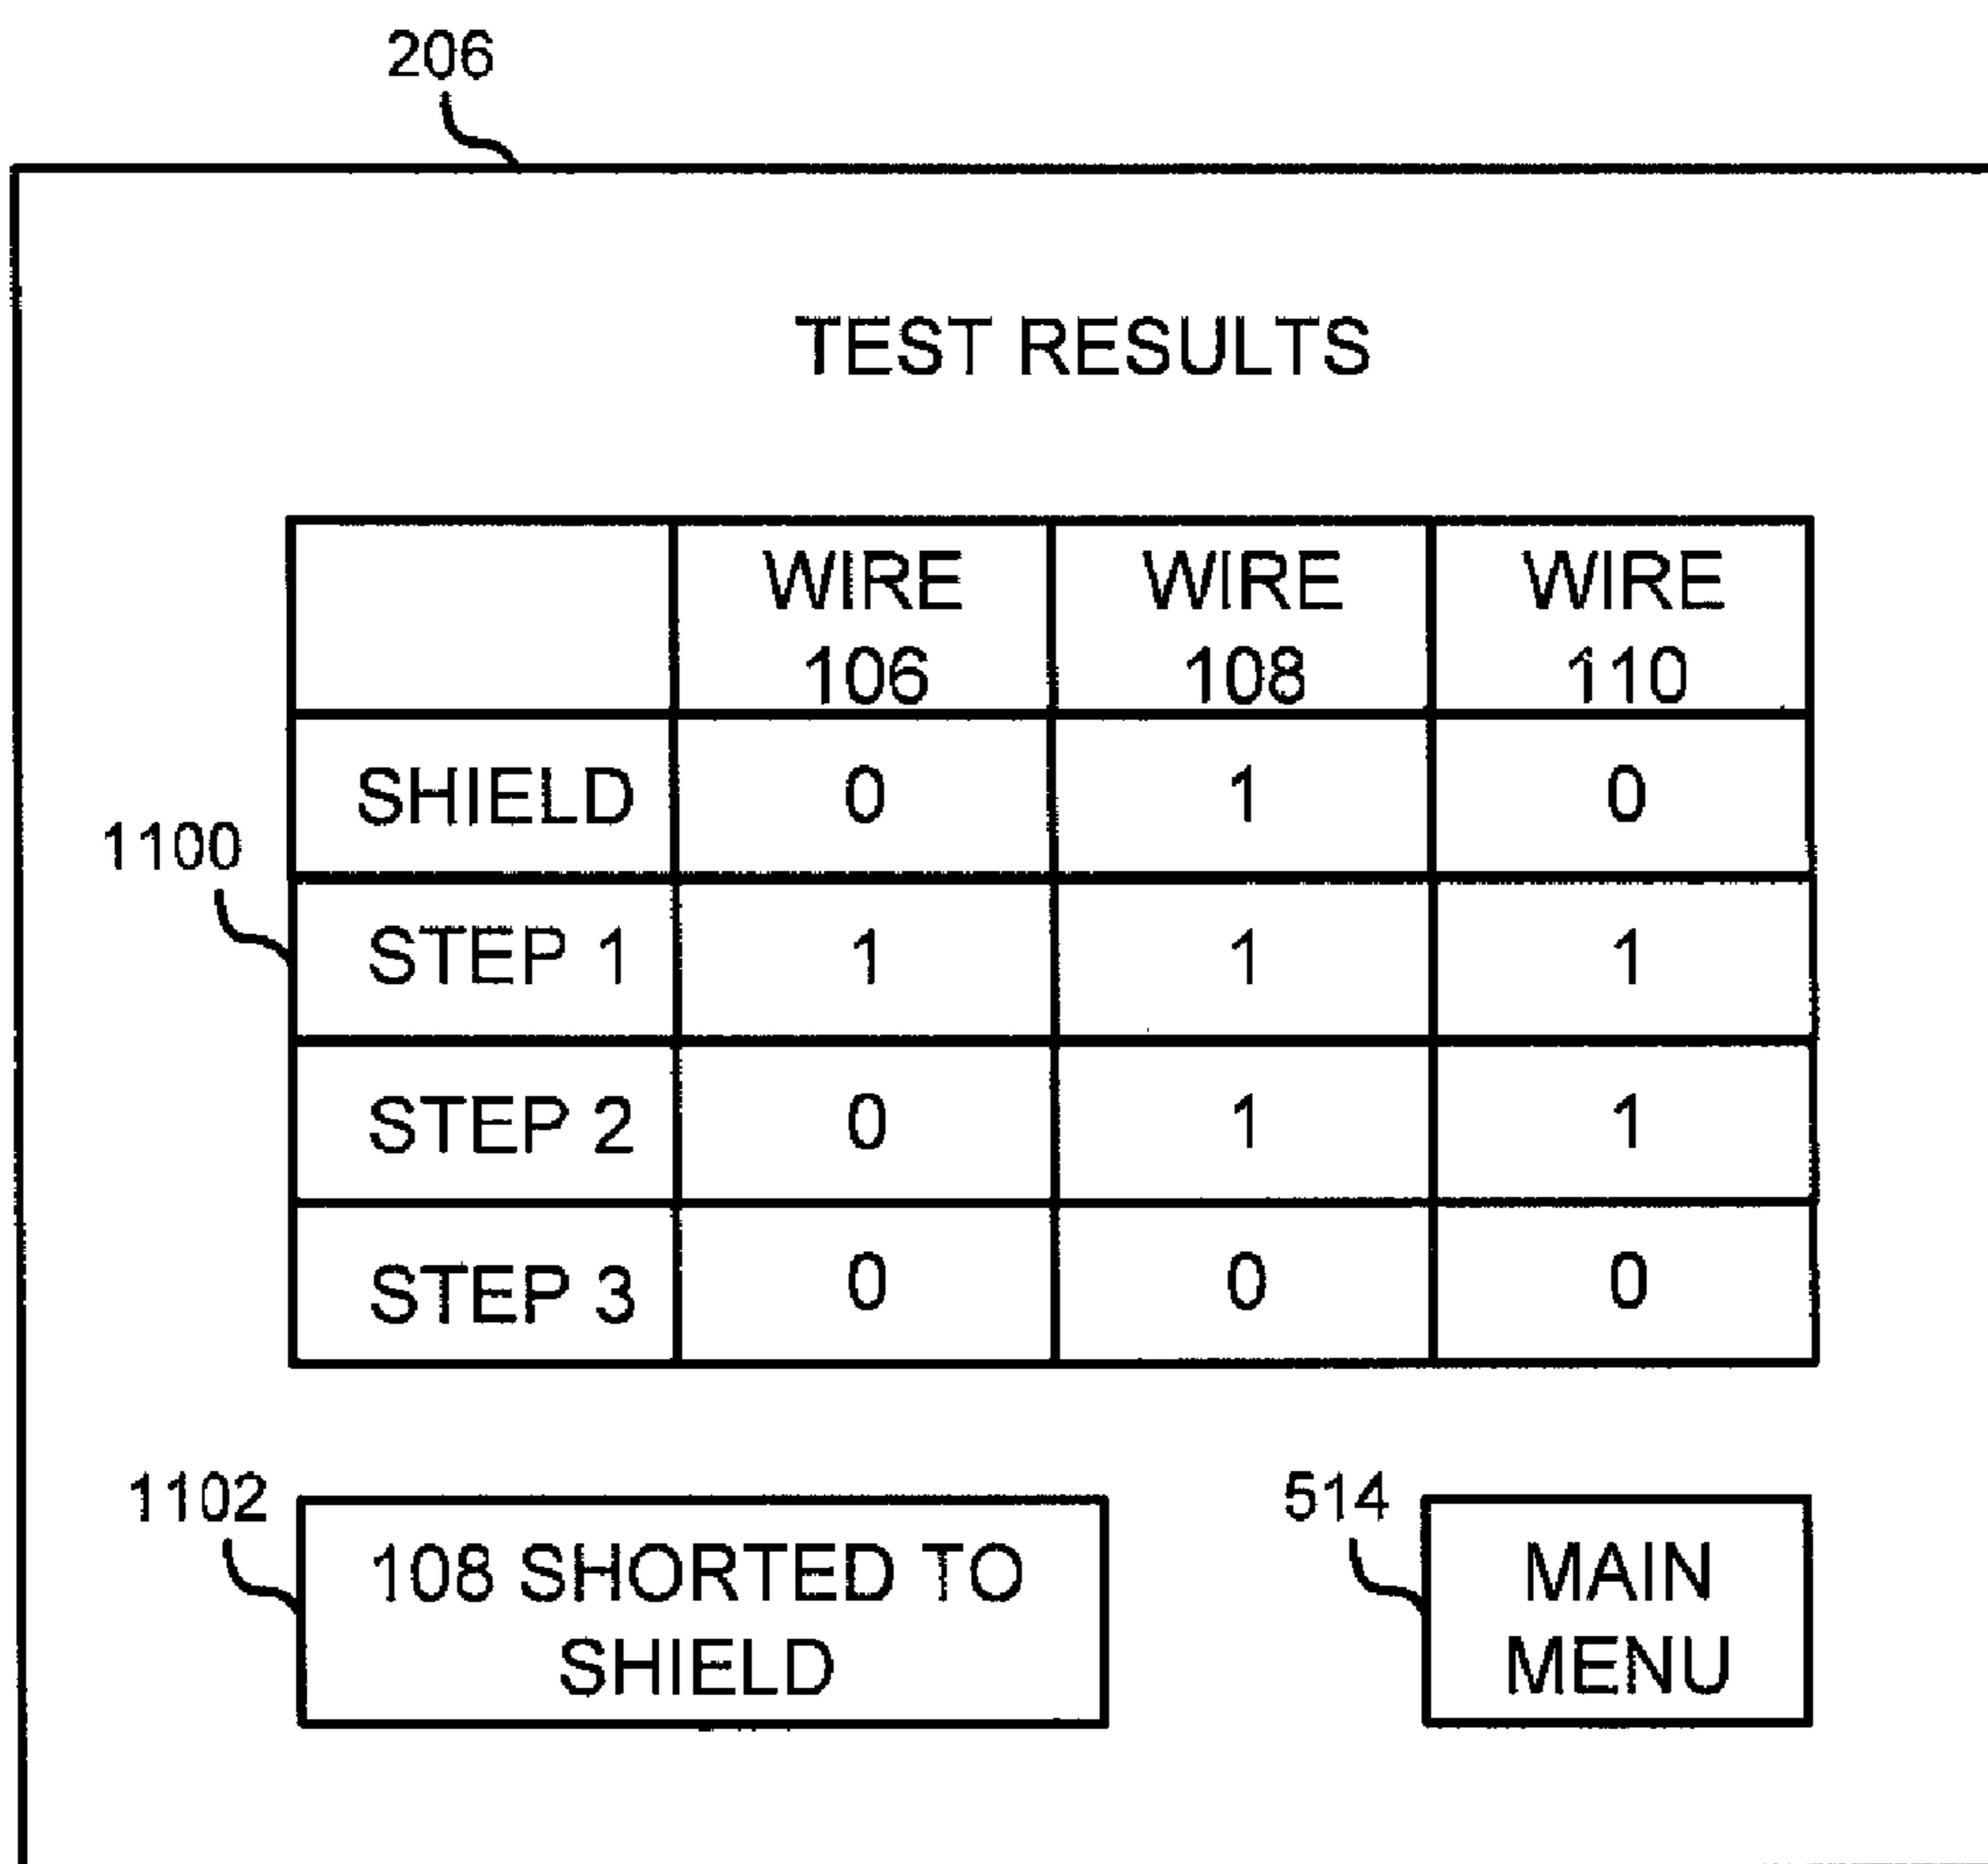 206
TEST RESULTS
WIRE 106 WIRE 108 WIRE 110
SHIELD 0 1 0
1100
STEP 1 1 1 1
STEP 2 0 1 1
STEP 3 0 0 0
1102
108 SHORTED TO
SHIELD
514
MAIN
MENU